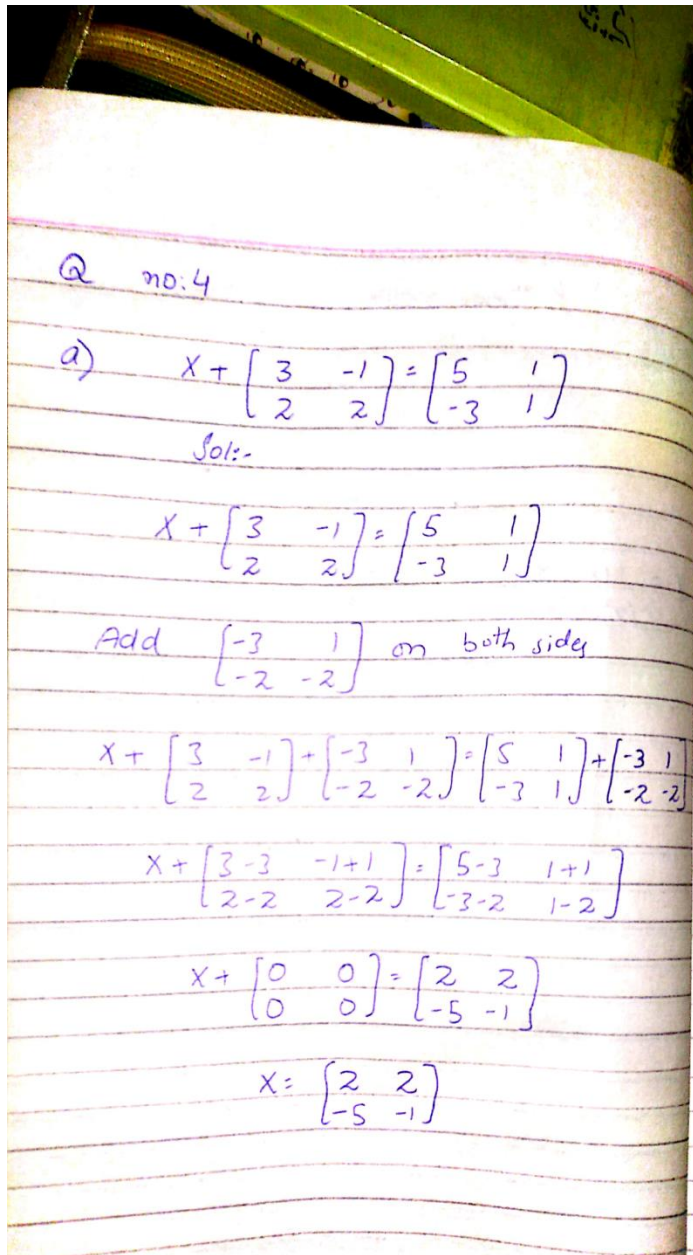 Q no:4
a) X + [ 3 -1 ] = [ 5 1 ]
[ 2 2 ] [ -3 1 ]
Sol:-
X + [ 3 -1 ] = [ 5 1 ]
[ 2 2 ] [ -3 1 ]
Add [ -3 1 ] on both sides
[ -2 -2 ]
X + [ 3 -1 ] + [ -3 1 ] = [ 5 1 ] + [ -3 1 ]
[ 2 2 ] [ -2 -2 ] [ -3 1 ] [ -2 -2 ]
X + [ 3-3 -1+1 ] = [ 5-3 1+1 ]
[ 2-2 2-2 ] [ -3-2 1-2 ]
X + [ 0 0 ] = [ 2 2 ]
[ 0 0 ] [ -5 -1 ]
X = [ 2 2 ]
[ -5 -1 ]